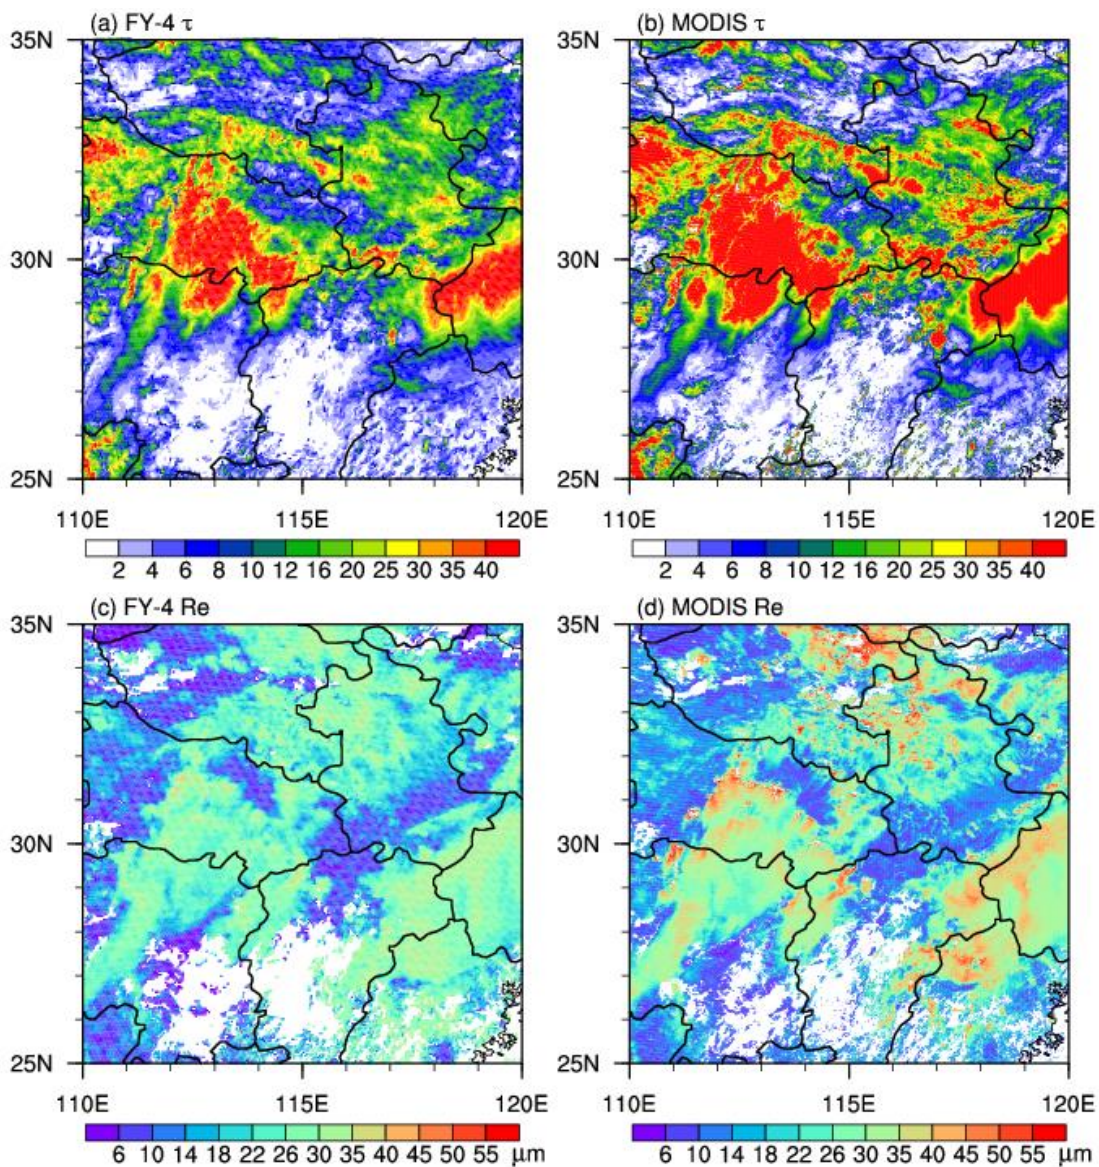 (a) FY-4 τ
(b) MODIS τ
35N
35N
30N
30N
25N
25N
110E 115E 120E
110E 115E 120E
2 4 6 8 10 12 16 20 25 30 35 40
2 4 6 8 10 12 16 20 25 30 35 40
(c) FY-4 Re
(d) MODIS Re
35N
35N
30N
30N
25N
25N
110E 115E 120E
110E 115E 120E
6 10 14 18 22 26 30 35 40 45 50 55 μm
6 10 14 18 22 26 30 35 40 45 50 55 μm